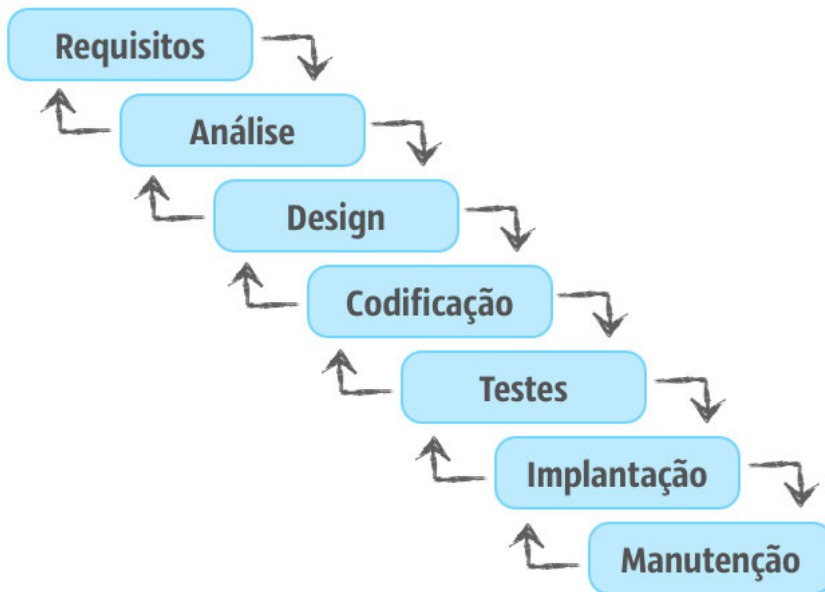 Requisitos
Análise
Design
Codificação
Testes
Implantação
Manutenção